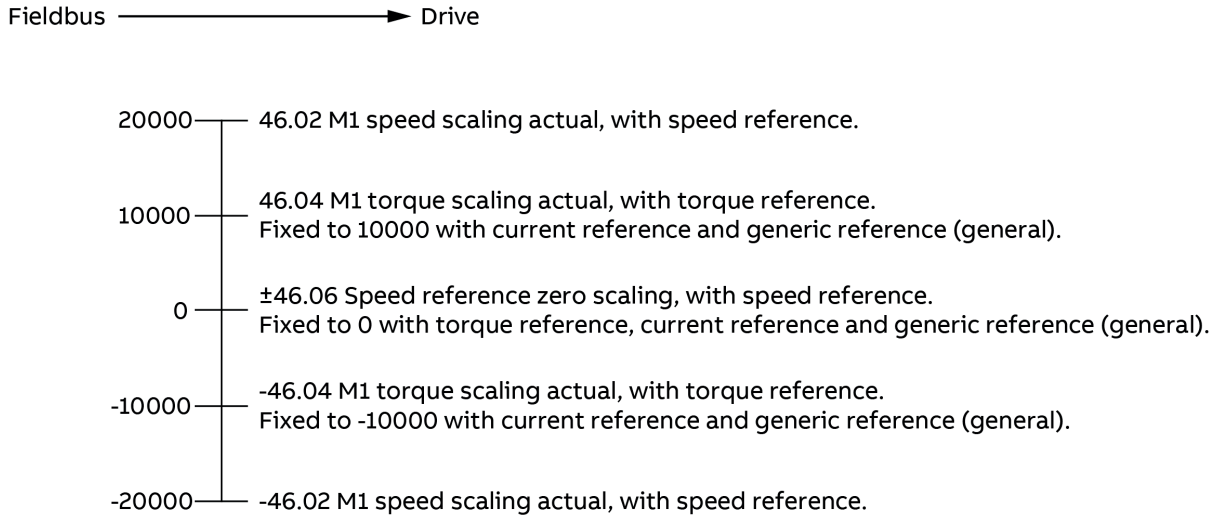 Fieldbus Drive
20000 46.02 M1 speed scaling actual, with speed reference.
46.04 M1 torque scaling actual, with torque reference.
10000
Fixed to 10000 with current reference and generic reference (general).
±46.06 Speed reference zero scaling, with speed reference.
0
Fixed to 0 with torque reference, current reference and generic reference (general).
-46.04 M1 torque scaling actual, with torque reference.
-10000
Fixed to -10000 with current reference and generic reference (general).
-20000 -46.02 M1 speed scaling actual, with speed reference.